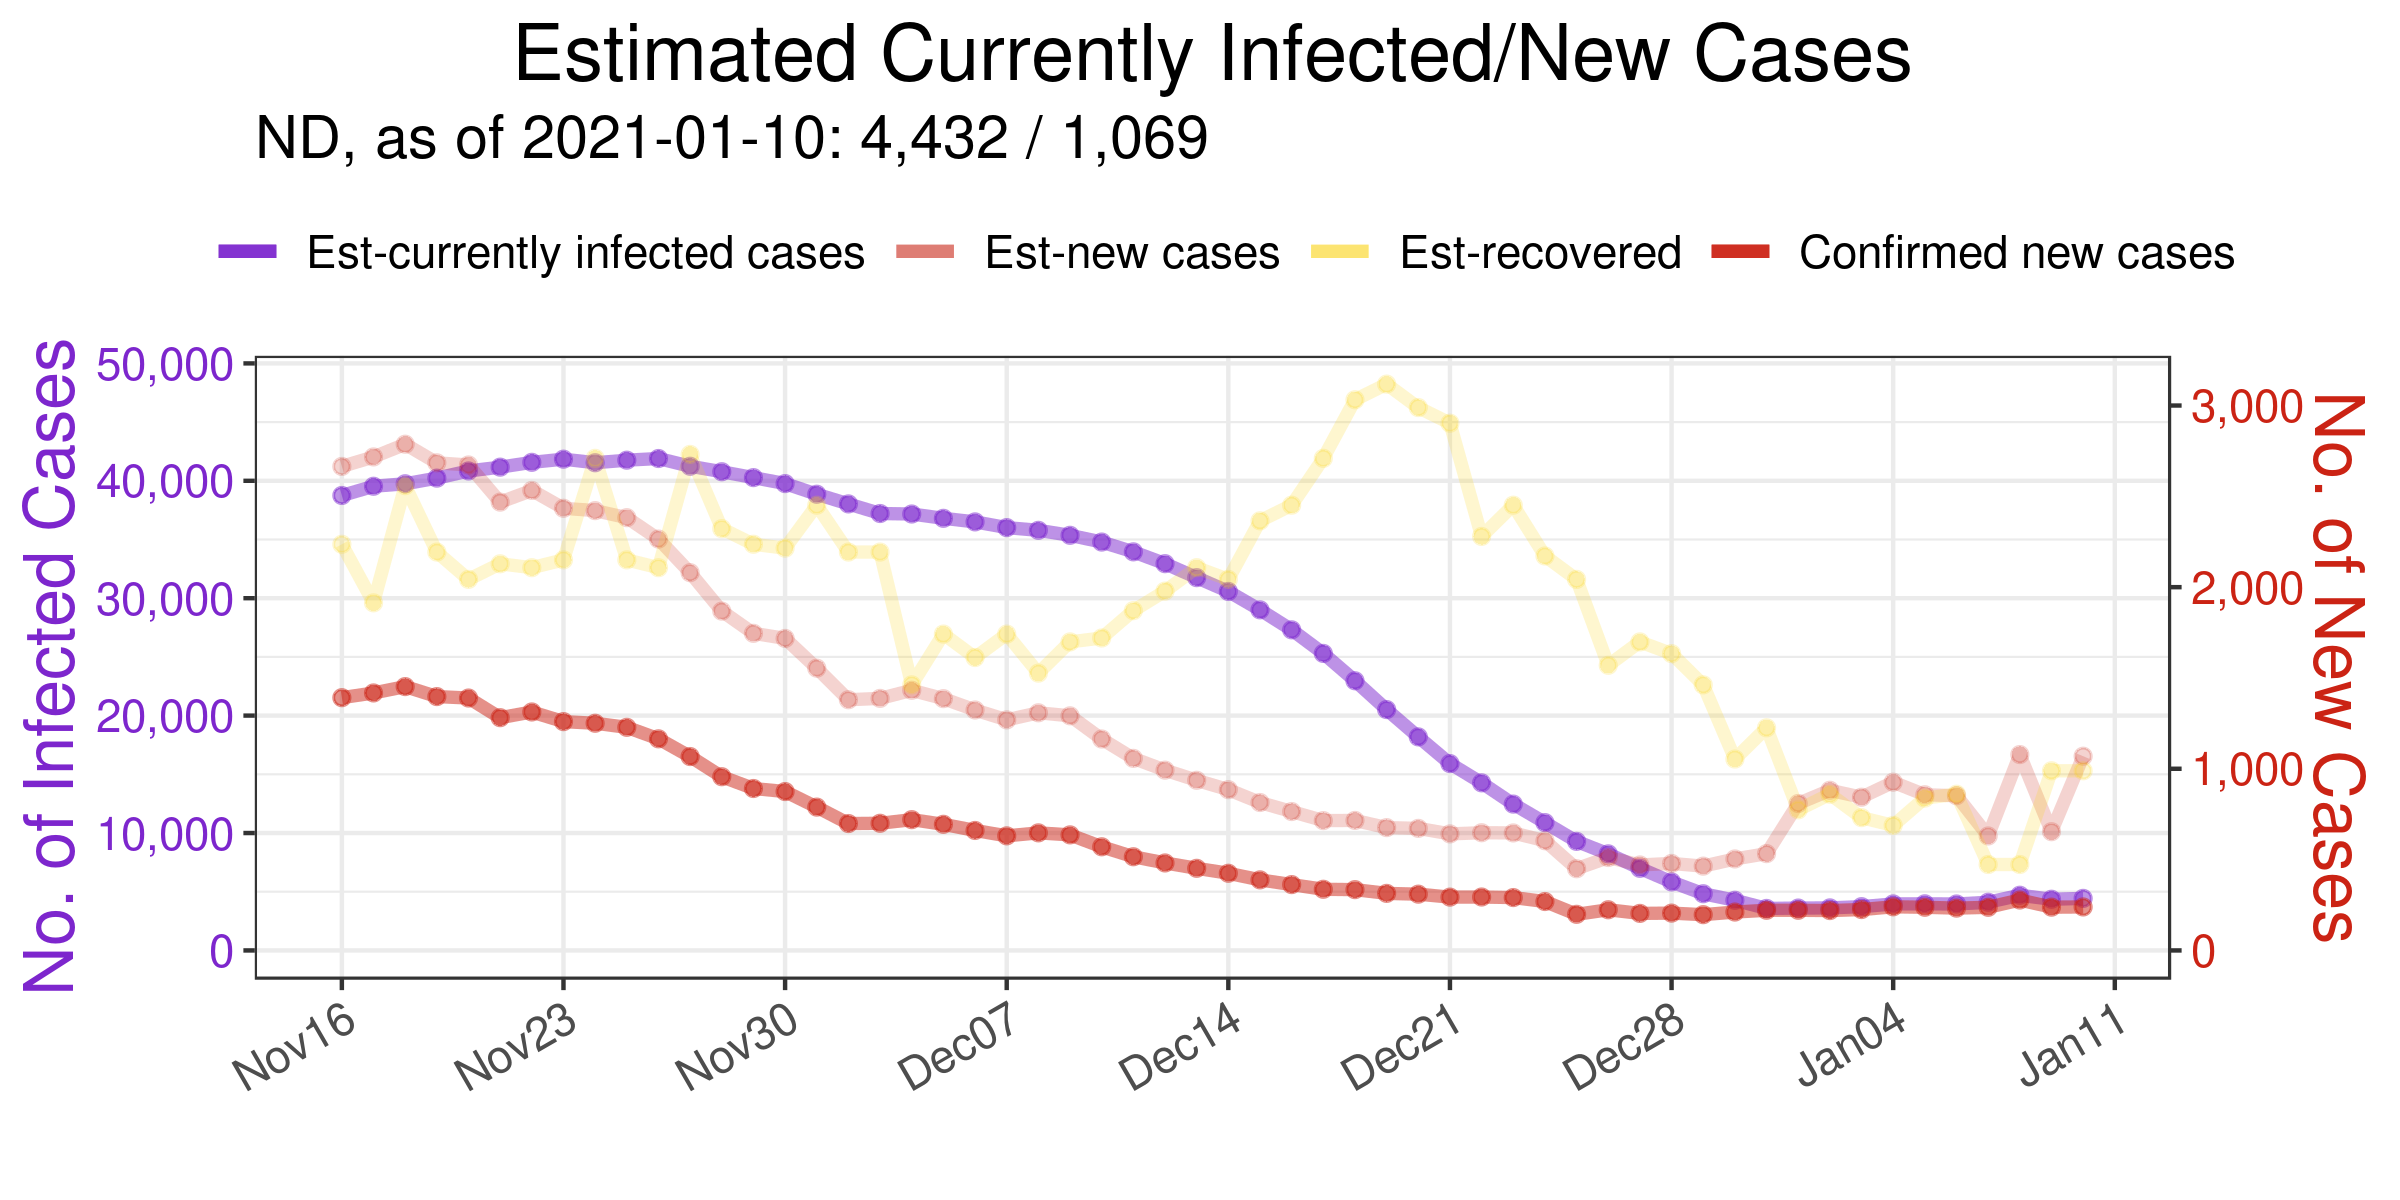 Estimated Currently Infected/New Cases
ND, as of 2021-01-10: 4,432 / 1,069
Est-currently infected cases Est-new cases Est-recovered Confirmed new cases
No. of Infected Cases
50,000
40,000
30,000
20,000
10,000
0
3,000
2,000
1,000
0
No. of New Cases
Nov16 Nov23 Nov30 Dec07 Dec14 Dec21 Dec28 Jan04 Jan11